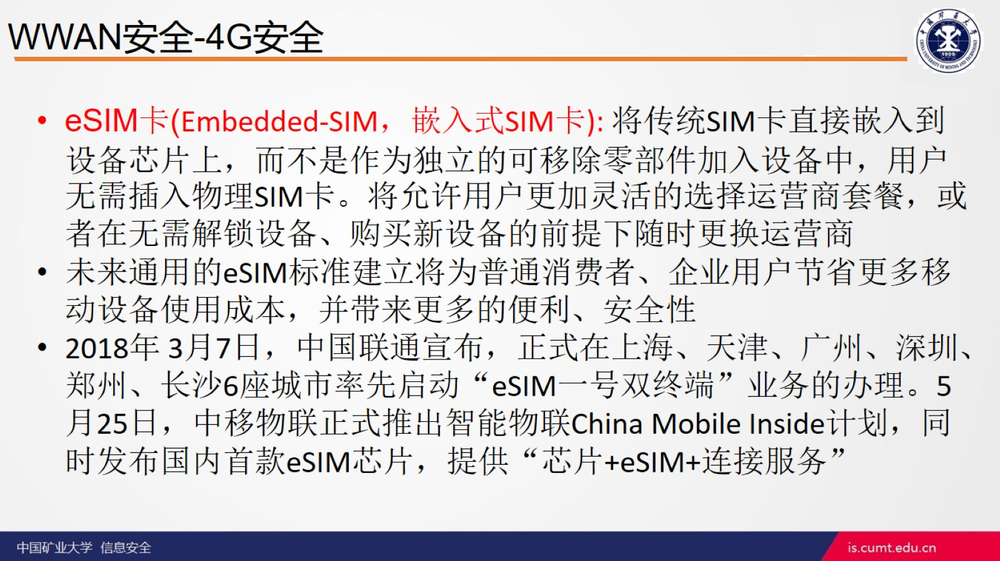 WWAN安全-4G安全
中国矿业大学
CHINA UNIVERSITY OF MINING AND TECHNOLOGY
1909
• eSIM卡(Embedded-SIM，嵌入式SIM卡): 将传统SIM卡直接嵌入到
设备芯片上，而不是作为独立的可移除零部件加入设备中，用户
无需插入物理SIM卡。将允许用户更加灵活的选择运营商套餐，或
者在无需解锁设备、购买新设备的前提下随时更换运营商
• 未来通用的eSIM标准建立将为普通消费者、企业用户节省更多移
动设备使用成本，并带来更多的便利、安全性
• 2018年 3月7日，中国联通宣布，正式在上海、天津、广州、深圳、
郑州、长沙6座城市率先启动“eSIM一号双终端”业务的办理。5
月25日，中移物联正式推出智能物联China Mobile Inside计划，同
时发布国内首款eSIM芯片，提供“芯片+eSIM+连接服务”
中国矿业大学 信息安全
is.cumt.edu.cn